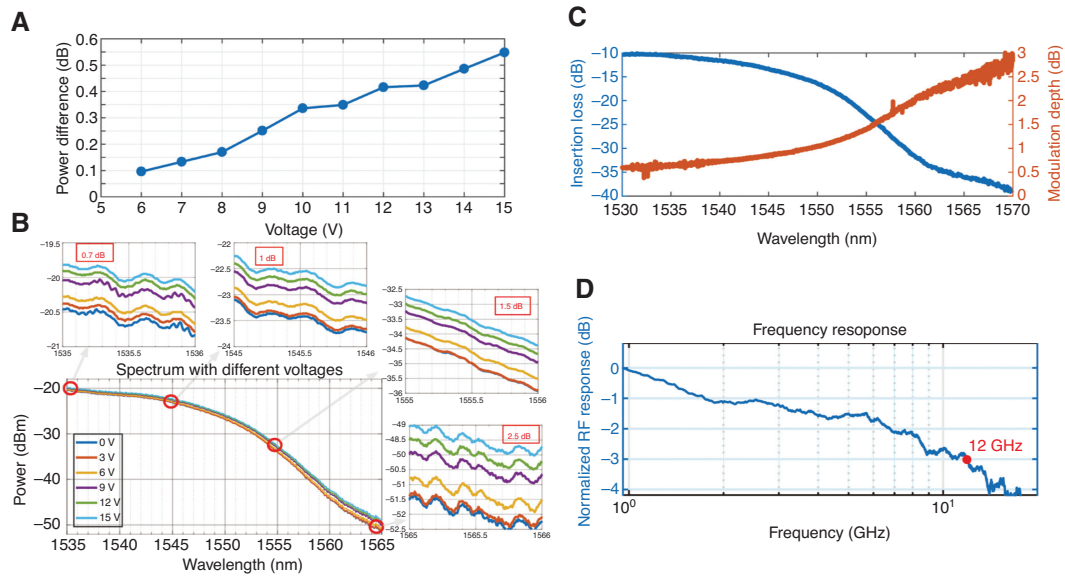 A
Power difference (dB)
0.6
0.5
0.4
0.3
0.2
0.1
0
5 6 7 8 9 10 11 12 13 14 15
Voltage (V)
B
−19.5
−20
−20.5
−21
0.7 dB
1535 1535.5 1536
−22
−22.5
−23
−23.5
−24
1 dB
1545 1545.5 1546
−32.5
−33
−33.5
−34
−34.5
−35
−35.5
−36
1.5 dB
1555 1555.5 1556
−49
−49.5
−50
−50.5
−51
−51.5
−52
−52.5
2.5 dB
1565 1565.5 1566
Spectrum with different voltages
Power (dBm)
−20
−30
−40
−50
0 V
3 V
6 V
9 V
12 V
15 V
1535 1540 1545 1550 1555 1560 1565
Wavelength (nm)
C
Insertion loss (dB)
−10
−15
−20
−25
−30
−35
−40
3
2.5
2
1.5
1
0.5
0
Modulation depth (dB)
1530 1535 1540 1545 1550 1555 1560 1565 1570
Wavelength (nm)
D
Frequency resoponse
Normalized RF response (dB)
0
−1
−2
−3
−4
12 GHz
10⁰ 10¹
Frequency (GHz)